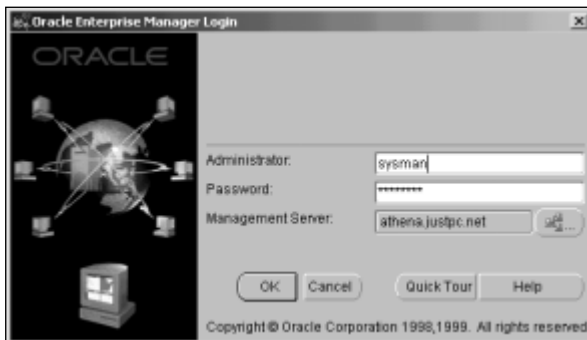 Oracle Enterprise Manager Login
ORACLE
Administrator: sysman
Password: ********
Management Server: athena.justpc.net
OK Cancel Quick Tour Help
Copyright © Oracle Corporation 1998,1999. All rights reserved